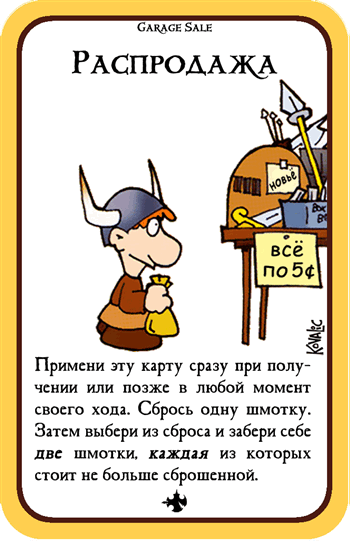 Garage Sale
Распродажа
новьё
всё
по 5¢
Kovalic
Примени эту карту сразу при полу-
чении или позже в любой момент
своего хода. Сбрось одну шмотку.
Затем выбери из сброса и забери себе
две шмотки, каждая из которых
стоит не больше сброшенной.